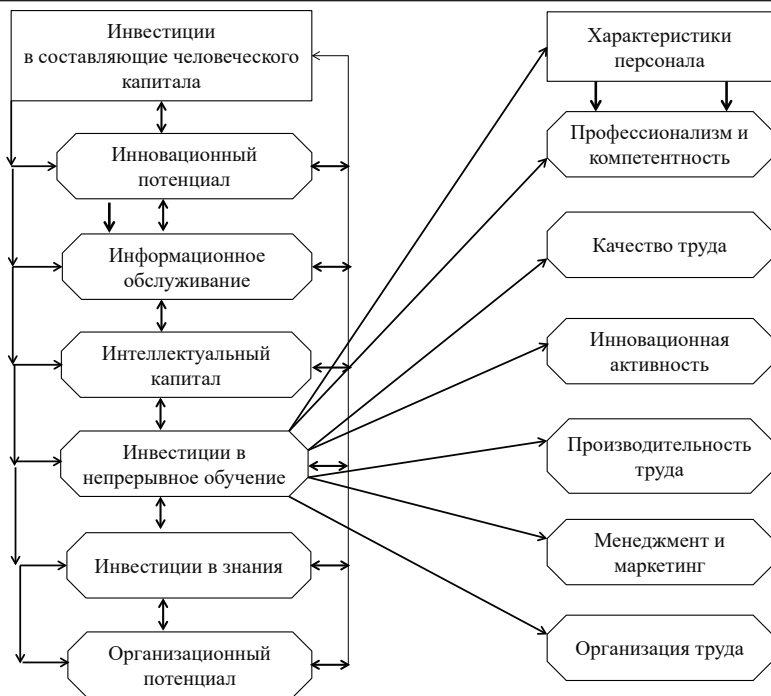 Инвестиции
в составляющие человеческого
капитала
Инновационный
потенциал
Информационное
обслуживание
Интеллектуальный
капитал
Инвестиции в
непрерывное обучение
Инвестиции в знания
Организационный
потенциал
Характеристики
персонала
Профессионализм и
компетентность
Качество труда
Инновационная
активность
Производительность
труда
Менеджмент и
маркетинг
Организация труда